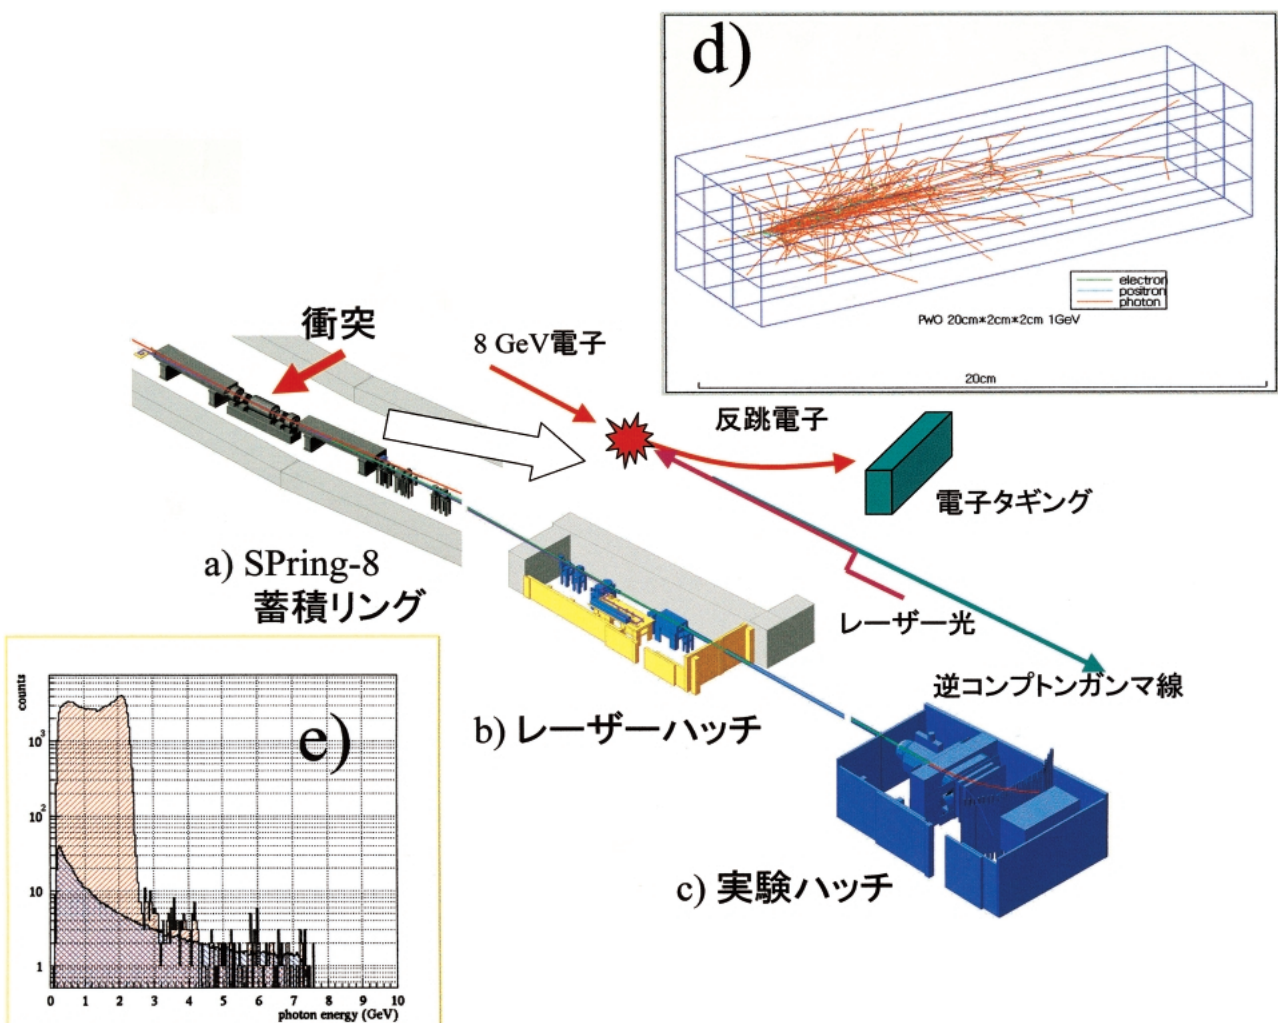 d)
electron
positron
photon
PWO 20cm*2cm*2cm 1GeV
20cm
衝突
8 GeV電子
反跳電子
電子タギング
a) SPring-8
蓄積リング
レーザー光
逆コンプトンガンマ線
b) レーザーハッチ
c) 実験ハッチ
e)
counts
10³
10²
10
1
0 1 2 3 4 5 6 7 8 9 10
photon energy (GeV)